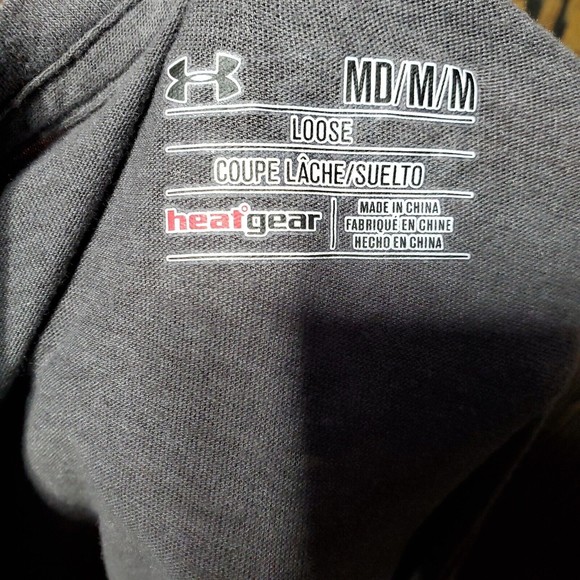 MD/M/M
LOOSE
COUPE LÂCHE/SUELTO
heatgear
MADE IN CHINA
FABRIQUÉ EN CHINE
HECHO EN CHINA